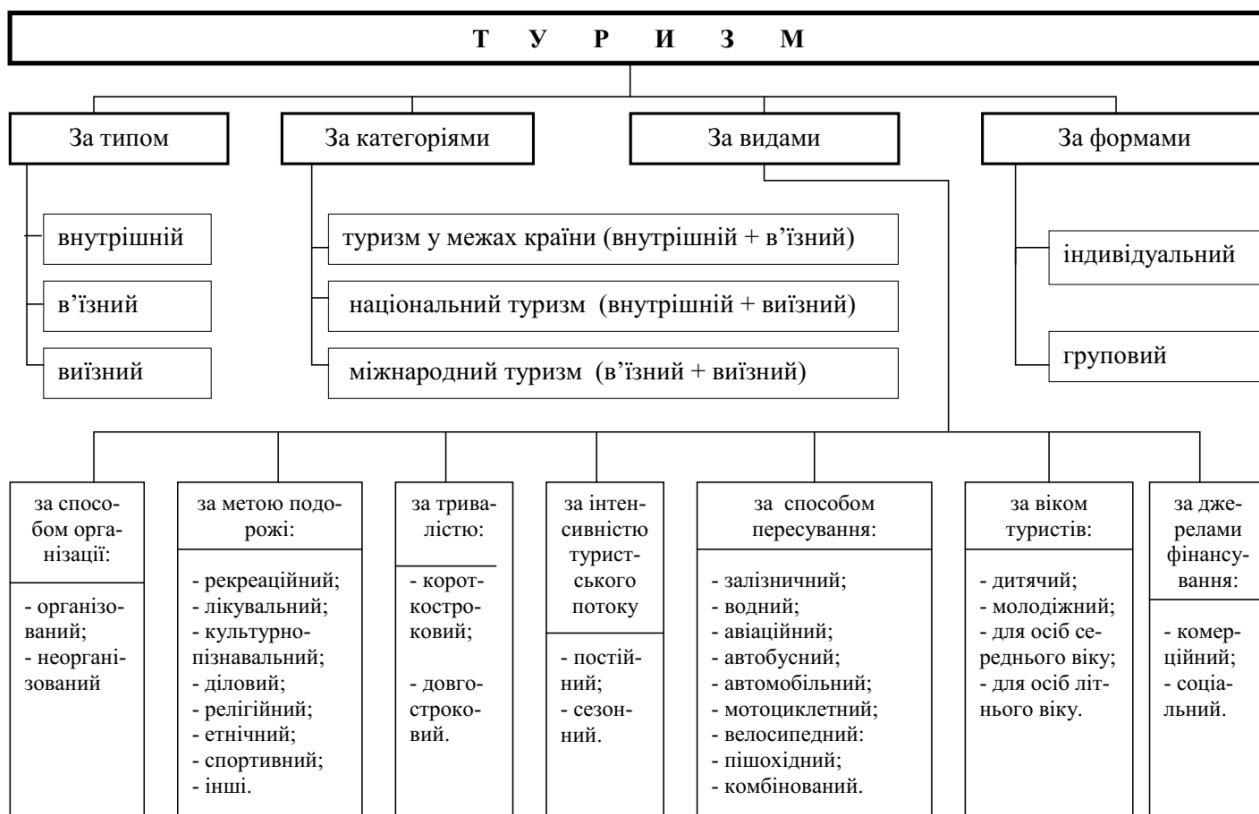 Т У Р И З М
За типом
За категоріями
За видами
За формами
внутрішній
в’їзний
виїзний
туризм у межах країни (внутрішній + в’їзний)
національний туризм (внутрішній + виїзний)
міжнародний туризм (в’їзний + виїзний)
індивідуальний
груповий
за спосо-
бом орга-
нізації:
- організо-
ваний;
- неоргані-
зований
за метою подо-
рожі:
- рекреаційний;
- лікувальний;
- культурно-
пізнавальний;
- діловий;
- релігійний;
- етнічний;
- спортивний;
- інші.
за трива-
лістю:
- корот-
костро-
ковий;
- довго-
строко-
вий.
за інтен-
сивністю
турист-
ського
потоку
- постій-
ний;
- сезон-
ний.
за способом
пересування:
- залізничний;
- водний;
- авіаційний;
- автобусний;
- автомобільний;
- мотоциклетний;
- велосипедний:
- пішохідний;
- комбінований.
за віком
туристів:
- дитячий;
- молодіжний;
- для осіб се-
реднього віку;
- для осіб літ-
нього віку.
за дже-
релами
фінансу-
вання:
- комер-
ційний;
- соціа-
льний.